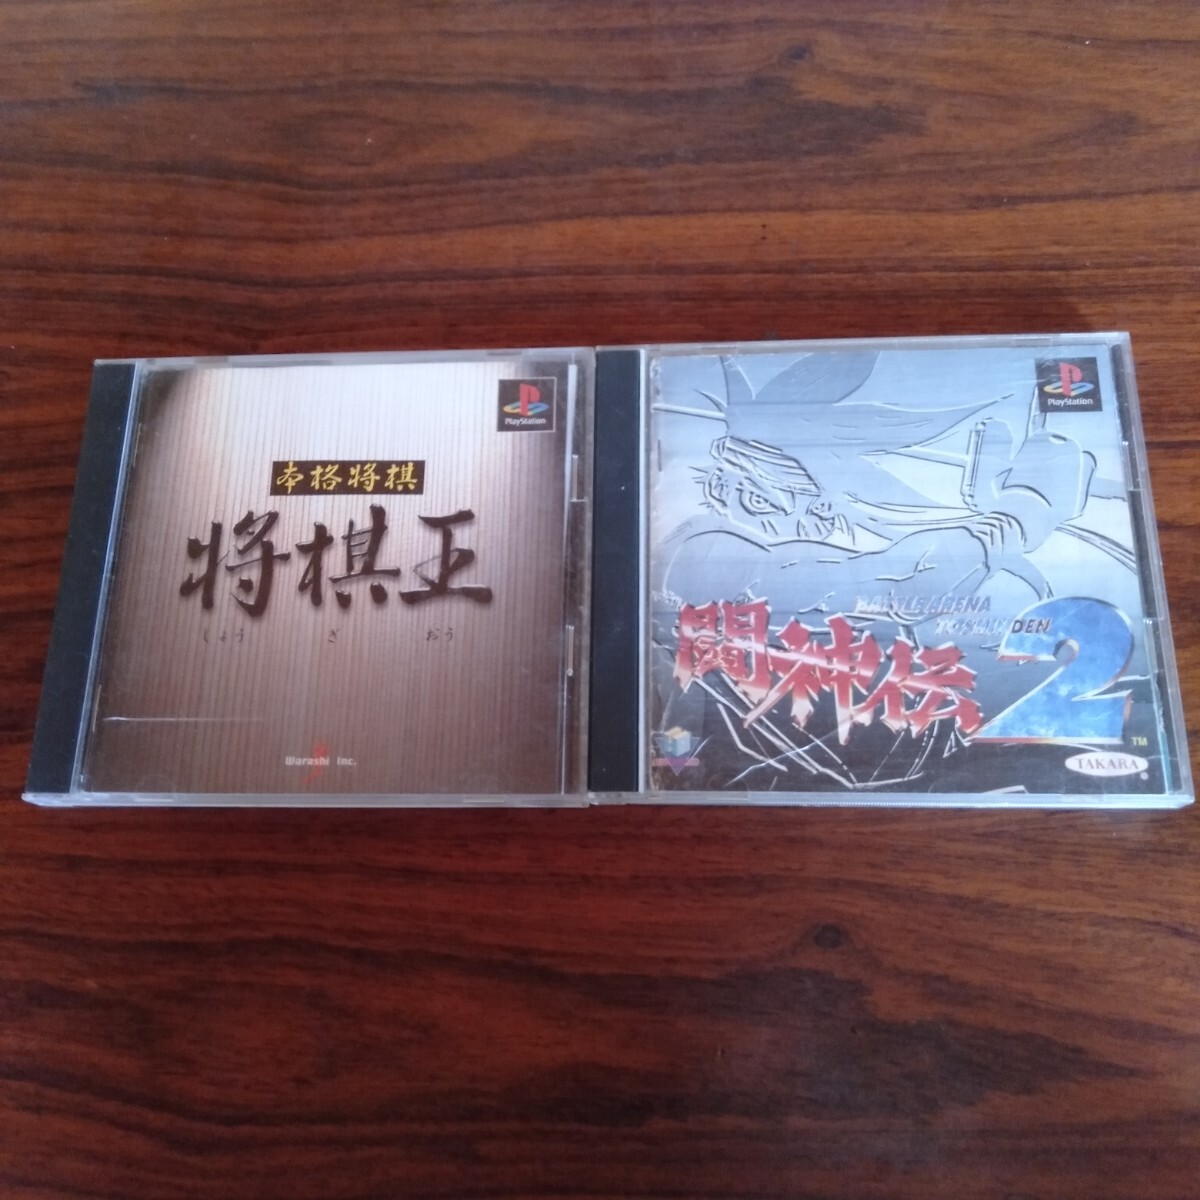 PlayStation
本格将棋
将棋王
しょう ぎ おう
Warashi Inc.
PlayStation
BATTLE ARENA
TOSHINDEN
闘神伝2
TM
TAKARA